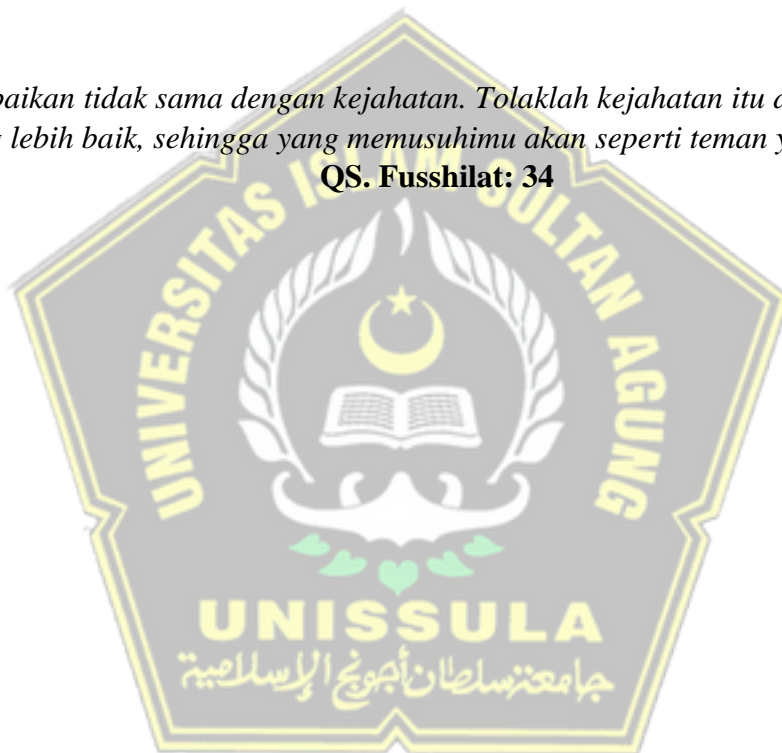 baikan tidak sama dengan kejahatan. Tolaklah kejahatan itu
lebih baik, sehingga yang memusuhimu akan seperti teman
QS. Fusshilat: 34
UNIVERSITAS ISLAM SULTAN AGUNG
UNISSULA
جامعة سلطان أجونج الإسلامية